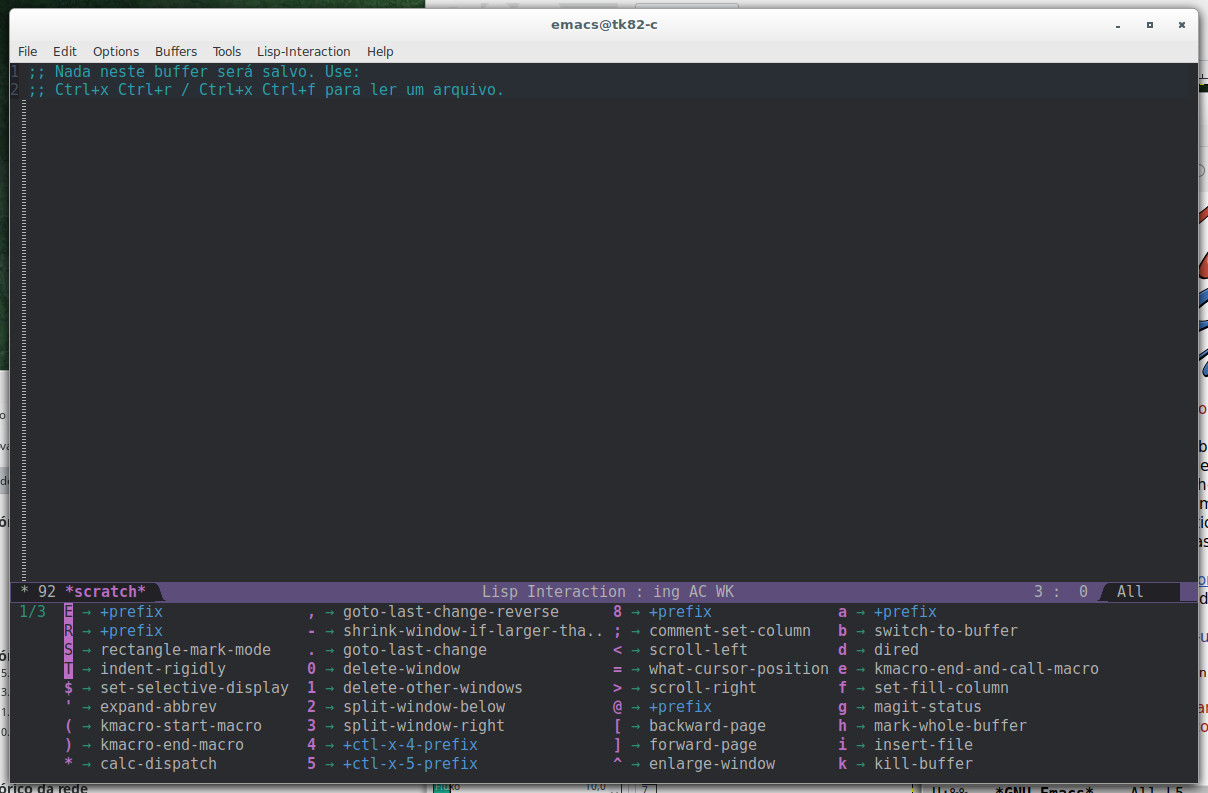 emacs@tk82-c
File Edit Options Buffers Tools Lisp-Interaction Help
1 ;; Nada neste buffer será salvo. Use:
2 ;; Ctrl+x Ctrl+r / Ctrl+x Ctrl+f para ler um arquivo.
* 92 *scratch* Lisp Interaction : ing AC WK 3 : 0 All
1/3 E → +prefix , → goto-last-change-reverse 8 → +prefix a → +prefix
R → +prefix - → shrink-window-if-larger-tha.. ; → comment-set-column b → switch-to-buffer
S → rectangle-mark-mode . → goto-last-change < → scroll-left d → dired
T → indent-rigidly 0 → delete-window = → what-cursor-position e → kmacro-end-and-call-macro
$ → set-selective-display 1 → delete-other-windows > → scroll-right f → set-fill-column
' → expand-abbrev 2 → split-window-below @ → +prefix g → magit-status
( → kmacro-start-macro 3 → split-window-right [ → backward-page h → mark-whole-buffer
) → kmacro-end-macro 4 → +ctl-x-4-prefix ] → forward-page i → insert-file
* → calc-dispatch 5 → +ctl-x-5-prefix ^ → enlarge-window k → kill-buffer
órico da rede 10,0 7 U:%%- *GNU Emacs* All L5